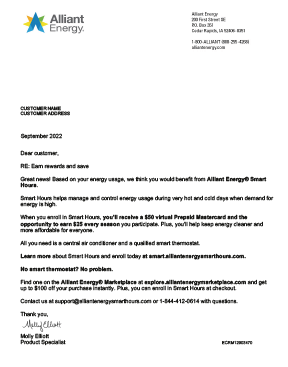 Alliant
Energy.
Alliant Energy
200 First Street SE
P.O. Box 351
Cedar Rapids, IA 52406-0351
1-800-ALLIANT (800-255-4268)
alliantenergy.com
CUSTOMER NAME
CUSTOMER ADDRESS
September 2022
Dear customer,
RE: Earn rewards and save
Great news! Based on your energy usage, we think you would benefit from Alliant Energy® Smart
Hours.
Smart Hours helps manage and control energy usage during very hot and cold days when demand for
energy is high.
When you enroll in Smart Hours, you'll receive a $50 virtual Prepaid Mastercard and the
opportunity to earn $25 every season you participate. Plus, you'll help keep energy cleaner and
more affordable for everyone.
All you need is a central air conditioner and a qualified smart thermostat.
Learn more about Smart Hours and enroll today at smart.alliantenergysmarthours.com.
No smart thermostat? No problem.
Find one on the Alliant Energy® Marketplace at explore.alliantenergymarketplace.com and get
up to $100 off your purchase instantly. Plus, you can enroll in Smart Hours at checkout.
Contact us at support@alliantenergysmarthours.com or 1-844-412-0614 with questions.
Thank you,
Molly Elliott
Molly Elliott
Product Specialist